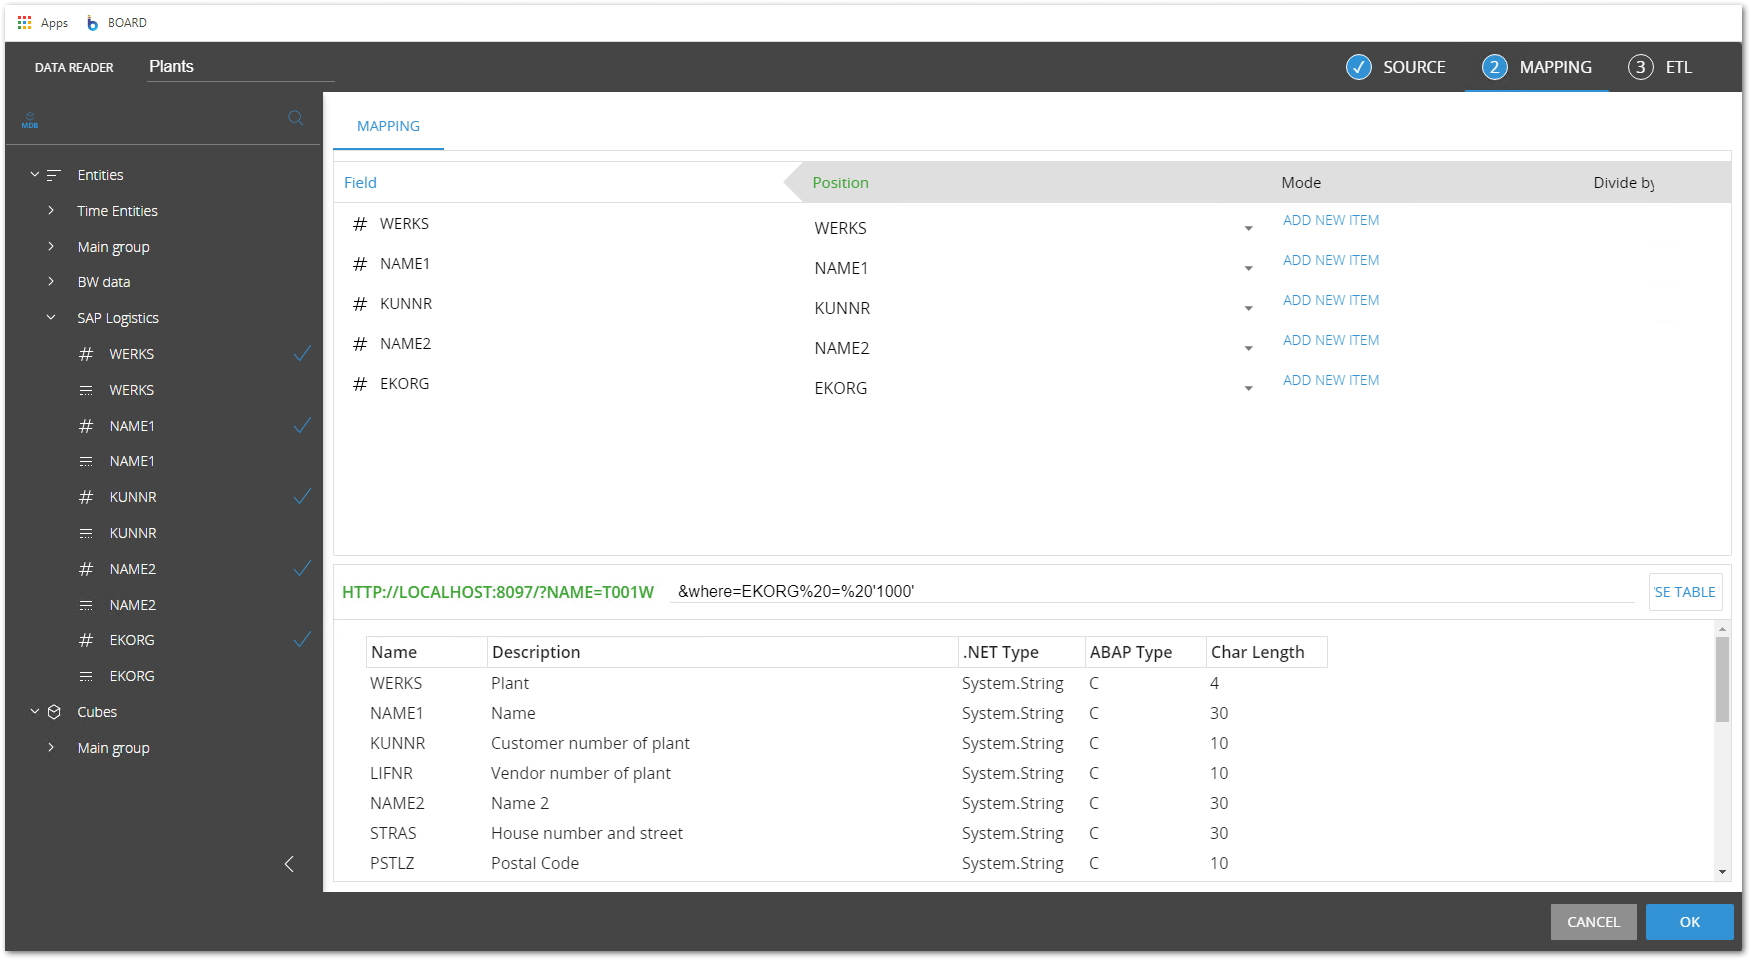 Apps BOARD
DATA READER Plants SOURCE 2 MAPPING 3 ETL
MDB
MAPPING
Entities
Time Entities
Main group
BW data
SAP Logistics
# WERKS
WERKS
# NAME1
NAME1
# KUNNR
KUNNR
# NAME2
NAME2
# EKORG
EKORG
Cubes
Main group
Field Position Mode Divide by
# WERKS WERKS ADD NEW ITEM
# NAME1 NAME1 ADD NEW ITEM
# KUNNR KUNNR ADD NEW ITEM
# NAME2 NAME2 ADD NEW ITEM
# EKORG EKORG ADD NEW ITEM
HTTP://LOCALHOST:8097/?NAME=T001W &where=EKORG%20=%20'1000' SE TABLE
Name Description .NET Type ABAP Type Char Length
WERKS Plant System.String C 4
NAME1 Name System.String C 30
KUNNR Customer number of plant System.String C 10
LIFNR Vendor number of plant System.String C 10
NAME2 Name 2 System.String C 30
STRAS House number and street System.String C 30
PSTLZ Postal Code System.String C 10
CANCEL OK